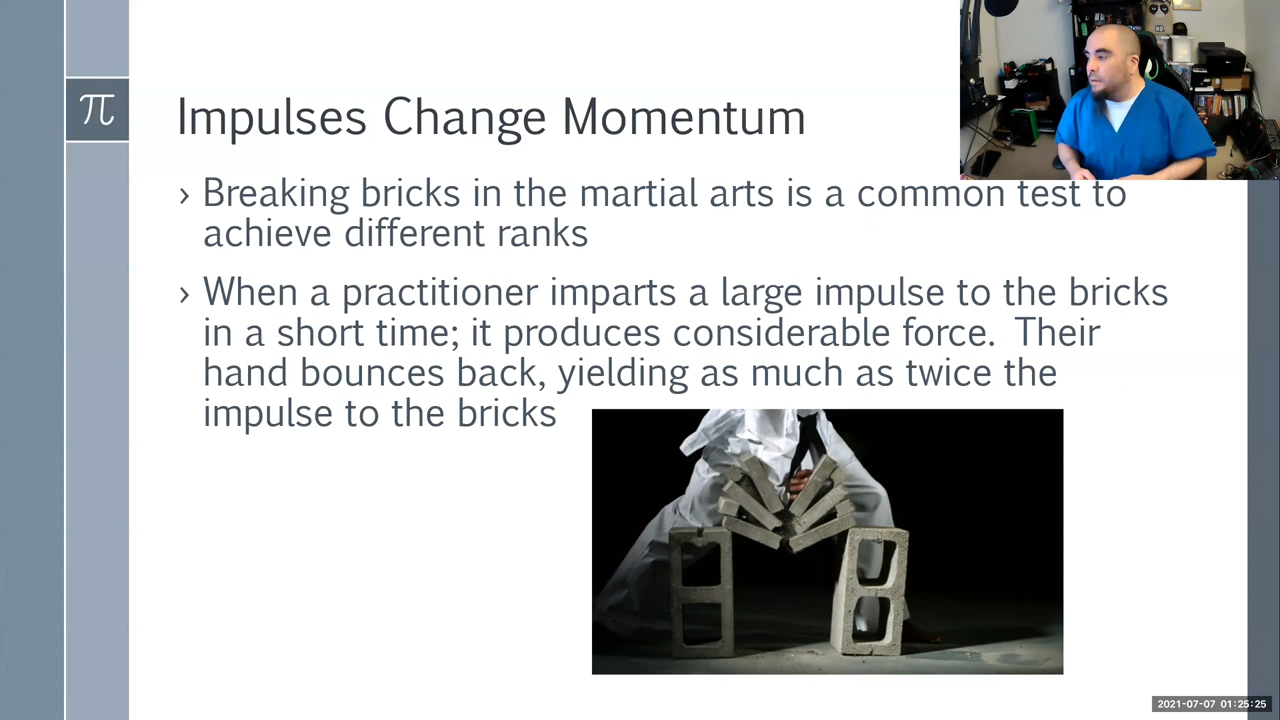 π
Impulses Change Momentum
› Breaking bricks in the martial arts is a common test to
achieve different ranks
› When a practitioner imparts a large impulse to the bricks
in a short time; it produces considerable force.  Their
hand bounces back, yielding as much as twice the
impulse to the bricks
2021-07-07 01:25:25